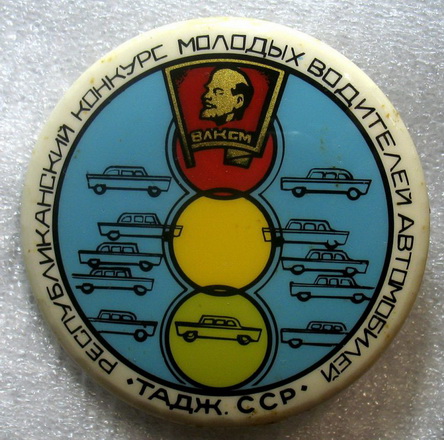 РЕСПУБЛИКАНСКИЙ КОНКУРС МОЛОДЫХ ВОДИТЕЛЕЙ АВТОМОБИЛЕЙ
ВЛКСМ
· ТАДЖ. ССР ·